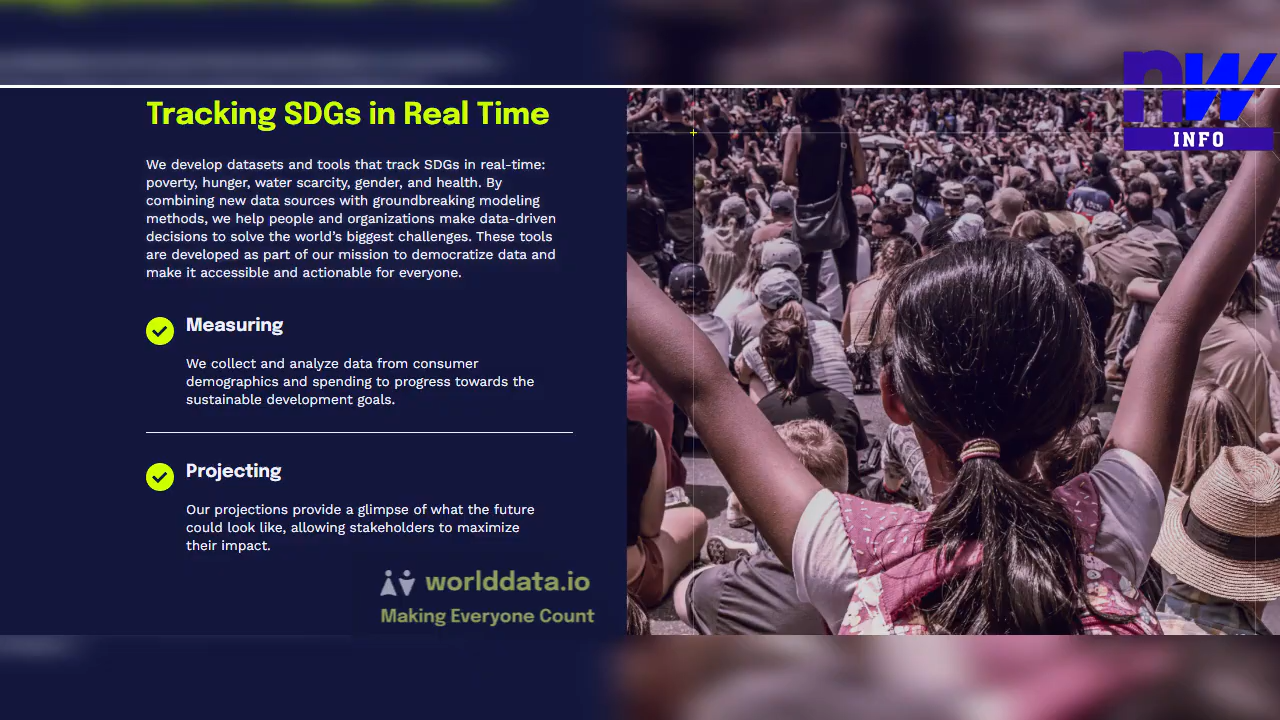 nw
INFO
Tracking SDGs in Real Time
We develop datasets and tools that track SDGs in real-time:
poverty, hunger, water scarcity, gender, and health. By
combining new data sources with groundbreaking modeling
methods, we help people and organizations make data-driven
decisions to solve the world's biggest challenges. These tools
are developed as part of our mission to democratize data and
make it accessible and actionable for everyone.
Measuring
We collect and analyze data from consumer
demographics and spending to progress towards the
sustainable development goals.
Projecting
Our projections provide a glimpse of what the future
could look like, allowing stakeholders to maximize
their impact.
worlddata.io
Making Everyone Count